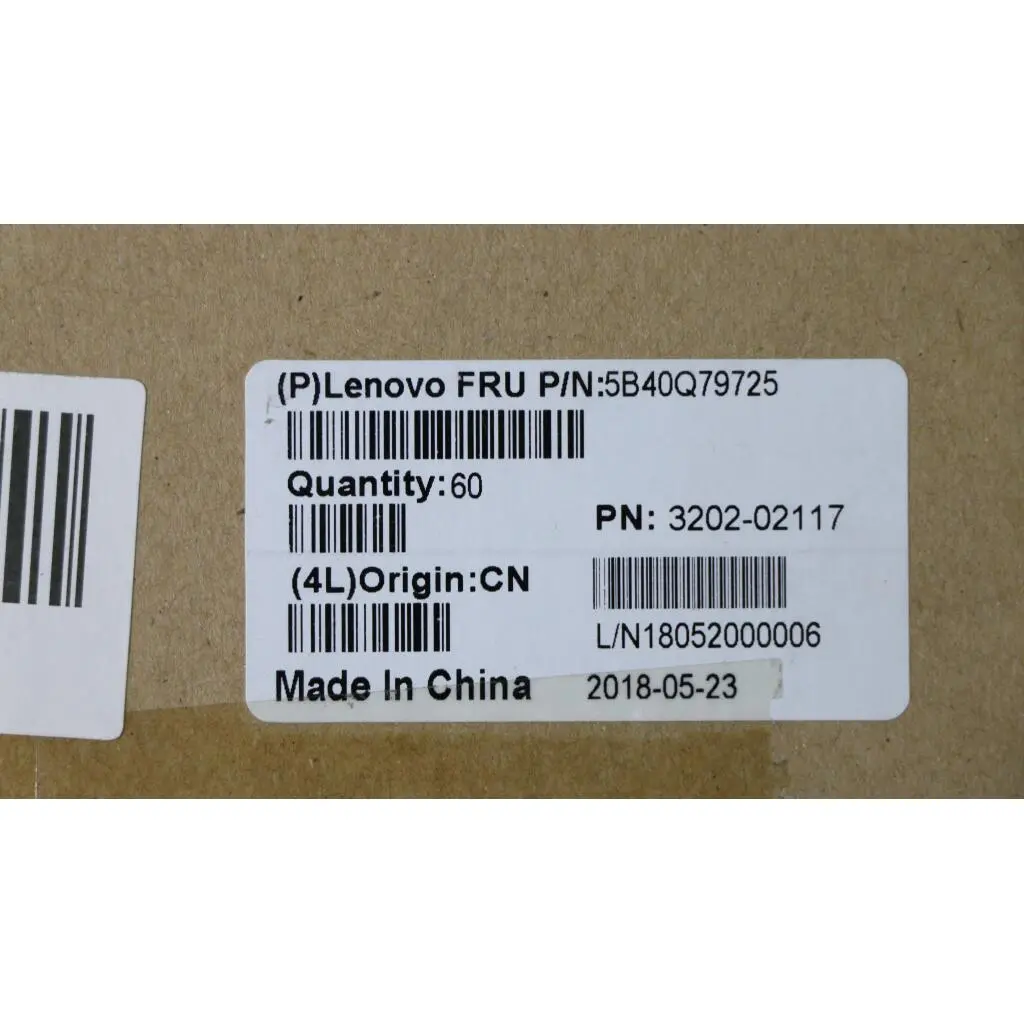 (P)Lenovo FRU P/N:5B40Q79725
Quantity:60
PN: 3202-02117
(4L)Origin:CN
L/N18052000006
Made In China
2018-05-23